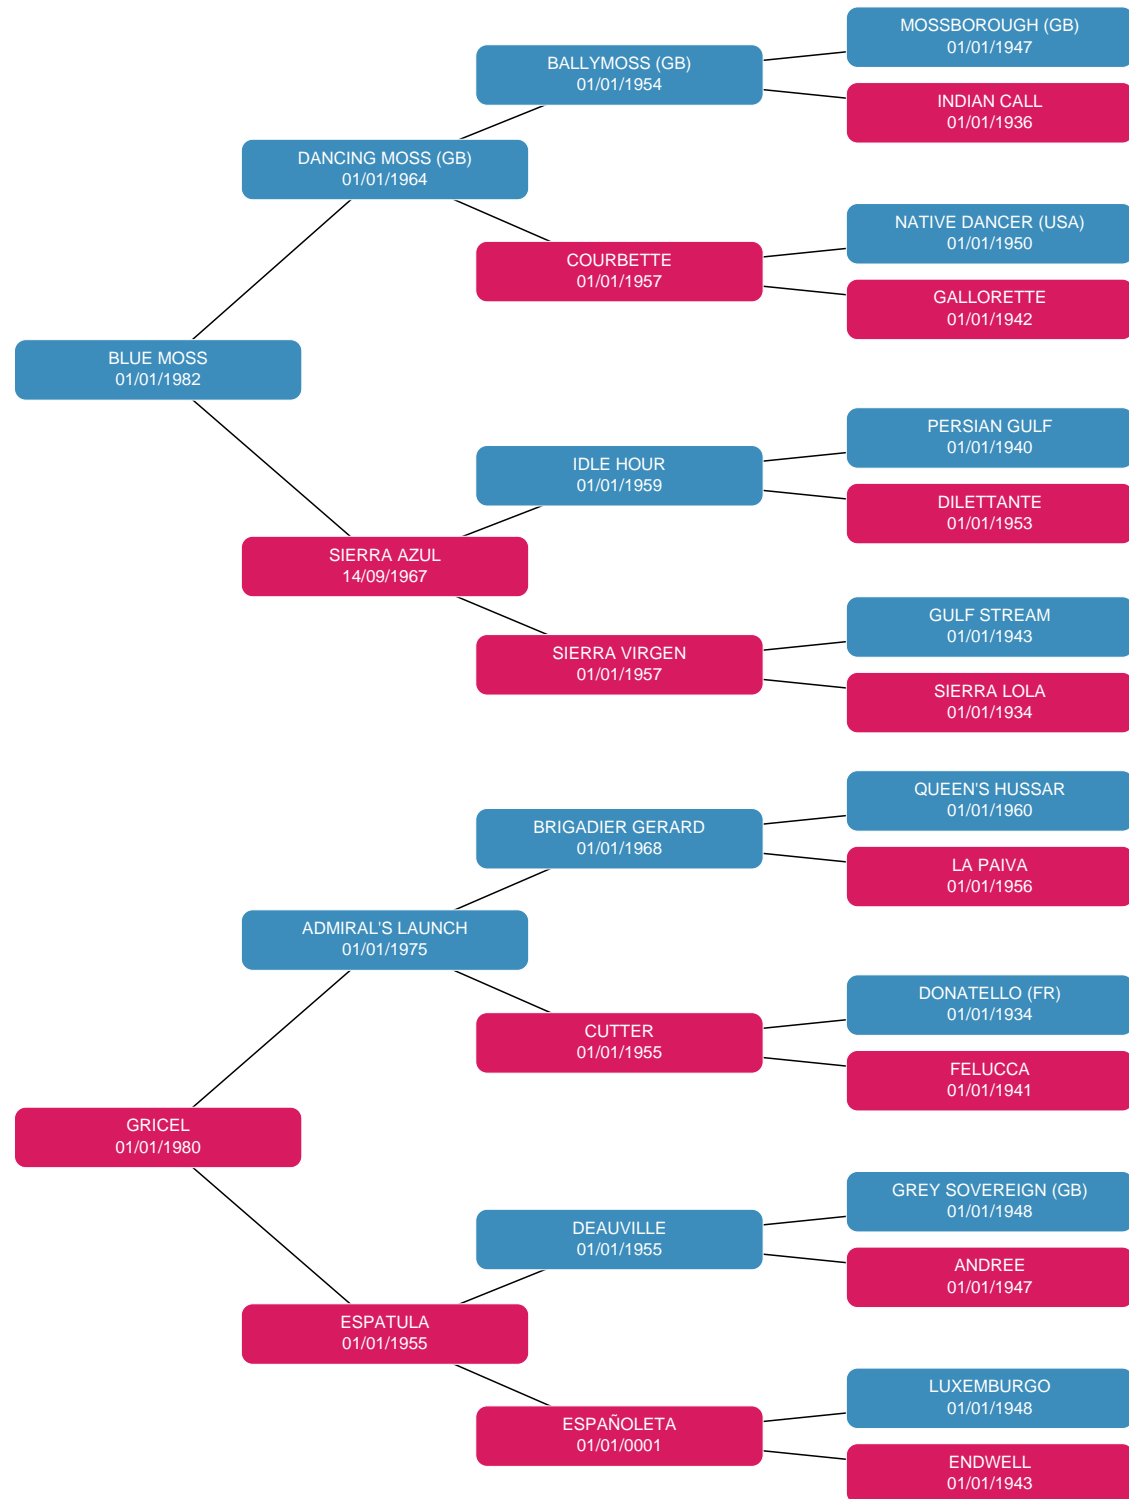 MOSSBOROUGH (GB)
01/01/1947
BALLYMOSS (GB)
01/01/1954
INDIAN CALL
01/01/1936
DANCING MOSS (GB)
01/01/1964
NATIVE DANCER (USA)
01/01/1950
COURBETTE
01/01/1957
GALLORETTE
01/01/1942
BLUE MOSS
01/01/1982
PERSIAN GULF
01/01/1940
IDLE HOUR
01/01/1959
DILETTANTE
01/01/1953
SIERRA AZUL
14/09/1967
GULF STREAM
01/01/1943
SIERRA VIRGEN
01/01/1957
SIERRA LOLA
01/01/1934
QUEEN'S HUSSAR
01/01/1960
BRIGADIER GERARD
01/01/1968
LA PAIVA
01/01/1956
ADMIRAL'S LAUNCH
01/01/1975
DONATELLO (FR)
01/01/1934
CUTTER
01/01/1955
FELUCCA
01/01/1941
GRICEL
01/01/1980
GREY SOVEREIGN (GB)
01/01/1948
DEAUVILLE
01/01/1955
ANDREE
01/01/1947
ESPATULA
01/01/1955
LUXEMBURGO
01/01/1948
ESPAÑOLETA
01/01/0001
ENDWELL
01/01/1943